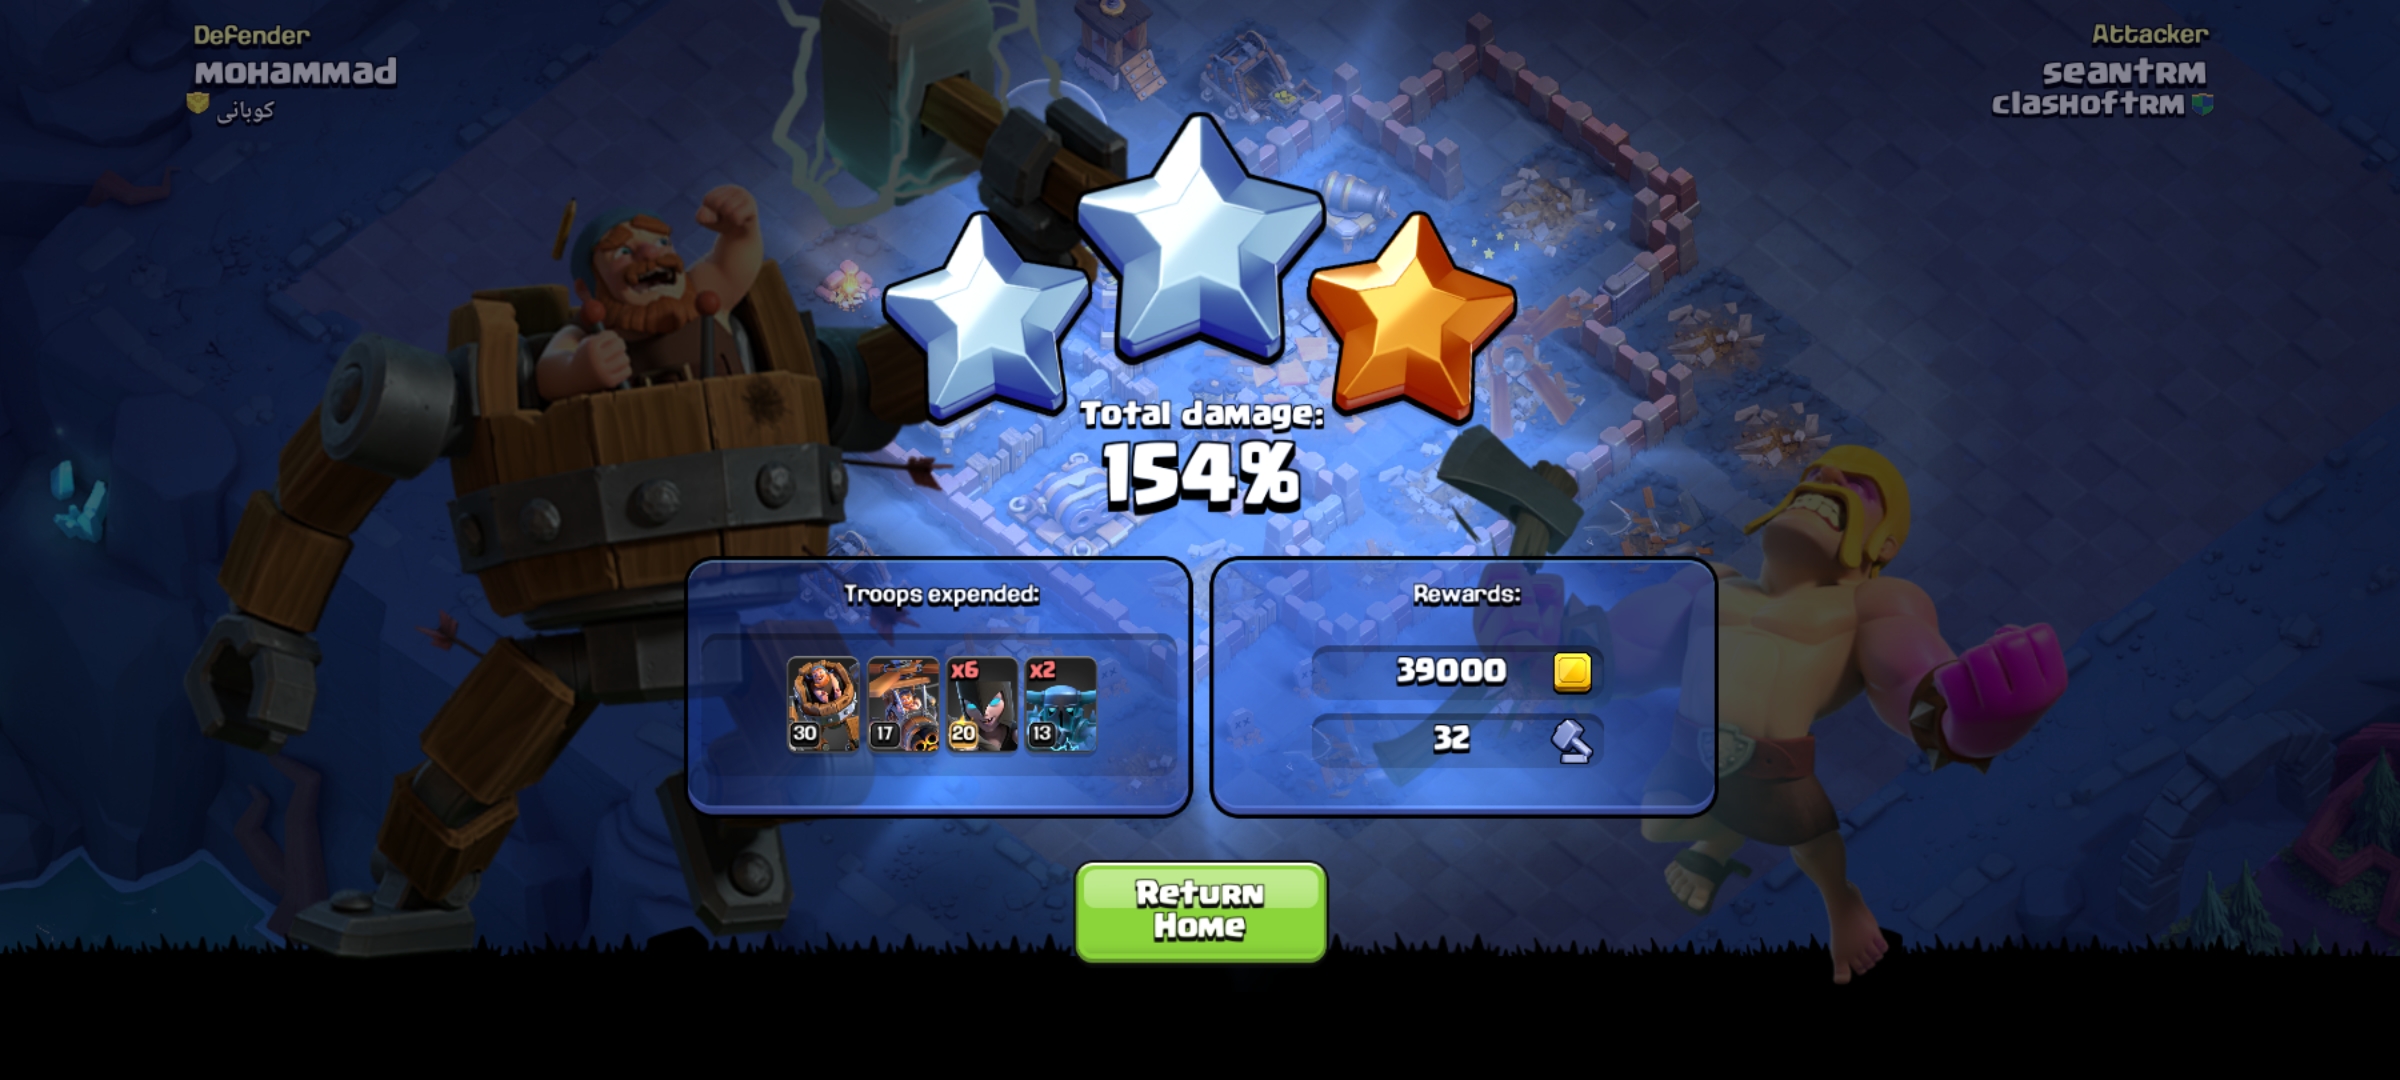 Defender
Mohammad
کوبانی
Attacker
seantrm
clashoftrm
Total damage:
154%
Troops expended:
x6
x2
30
17
20
13
Rewards:
39000
32
Return
Home